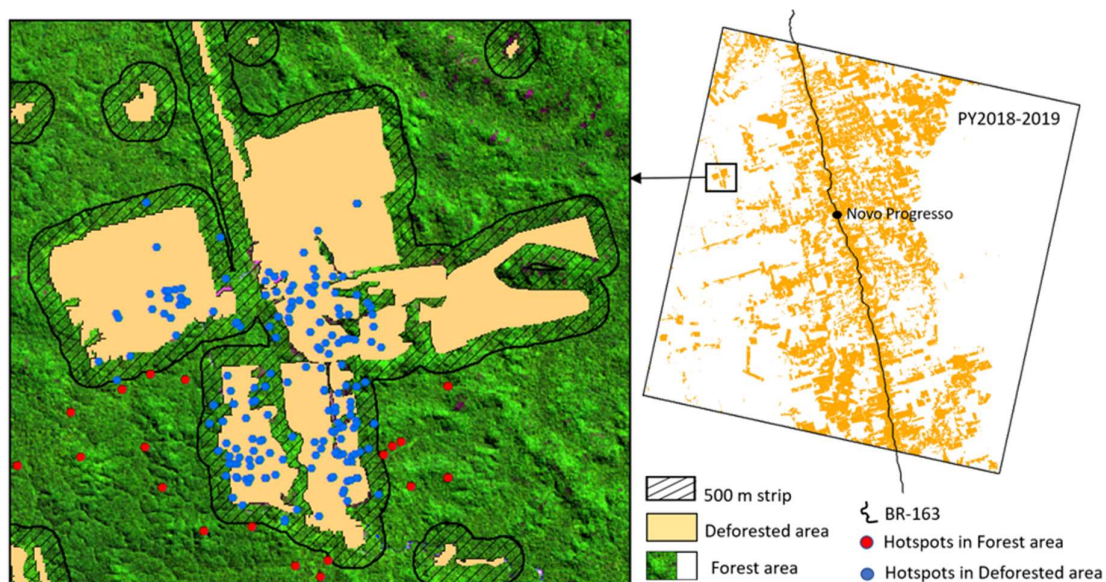 PY2018-2019
Novo Progresso
500 m strip
Deforested area
Forest area
BR-163
Hotspots in Forest area
Hotspots in Deforested area